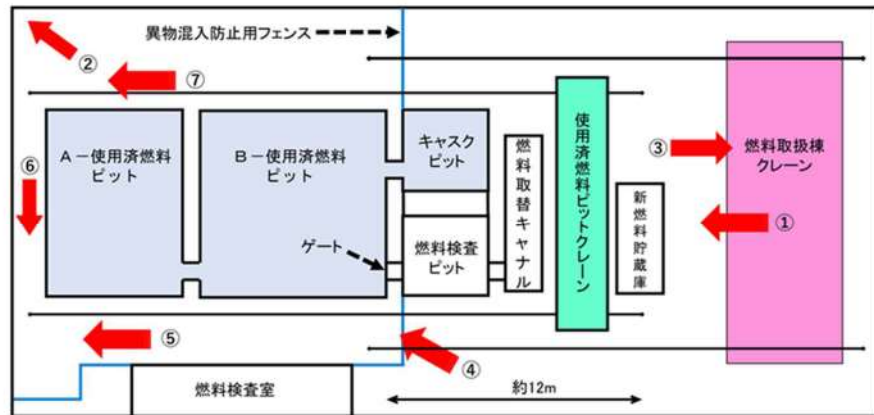 異物混入防止用フェンス
②
⑦
A－使用済燃料
ピット
B－使用済燃料
ピット
キャスク
ピット
燃料取替キャナル
使用済燃料ピットクレーン
③
燃料取扱棟
クレーン
⑥
新燃料貯蔵庫
①
ゲート
燃料検査
ピット
⑤
④
燃料検査室
約12m